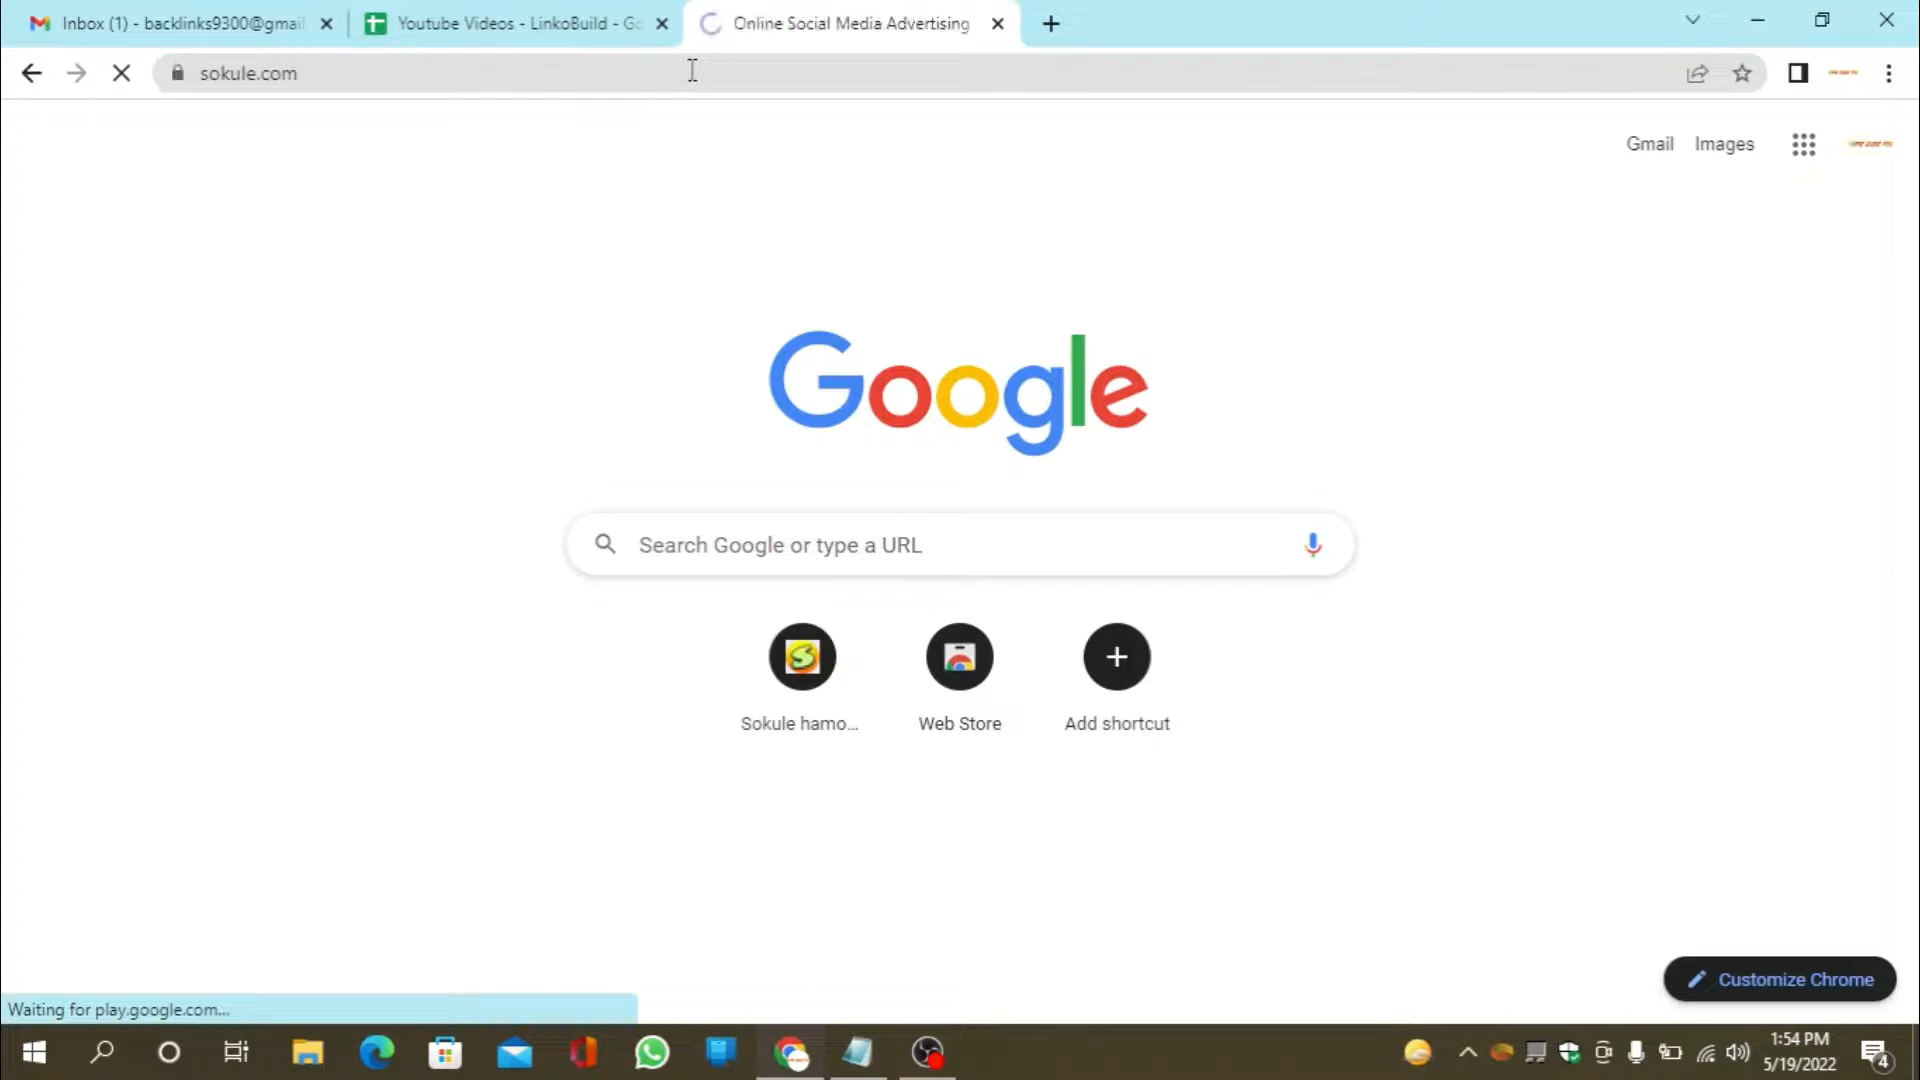 Inbox (1) - backlinks9300@gmail
Youtube Videos - LinkoBuild - Go
Online Social Media Advertising
sokule.com
Gmail
Images
Google
Search Google or type a URL
Sokule hamo...
Web Store
Add shortcut
Customize Chrome
Waiting for play.google.com...
1:54 PM
5/19/2022
4